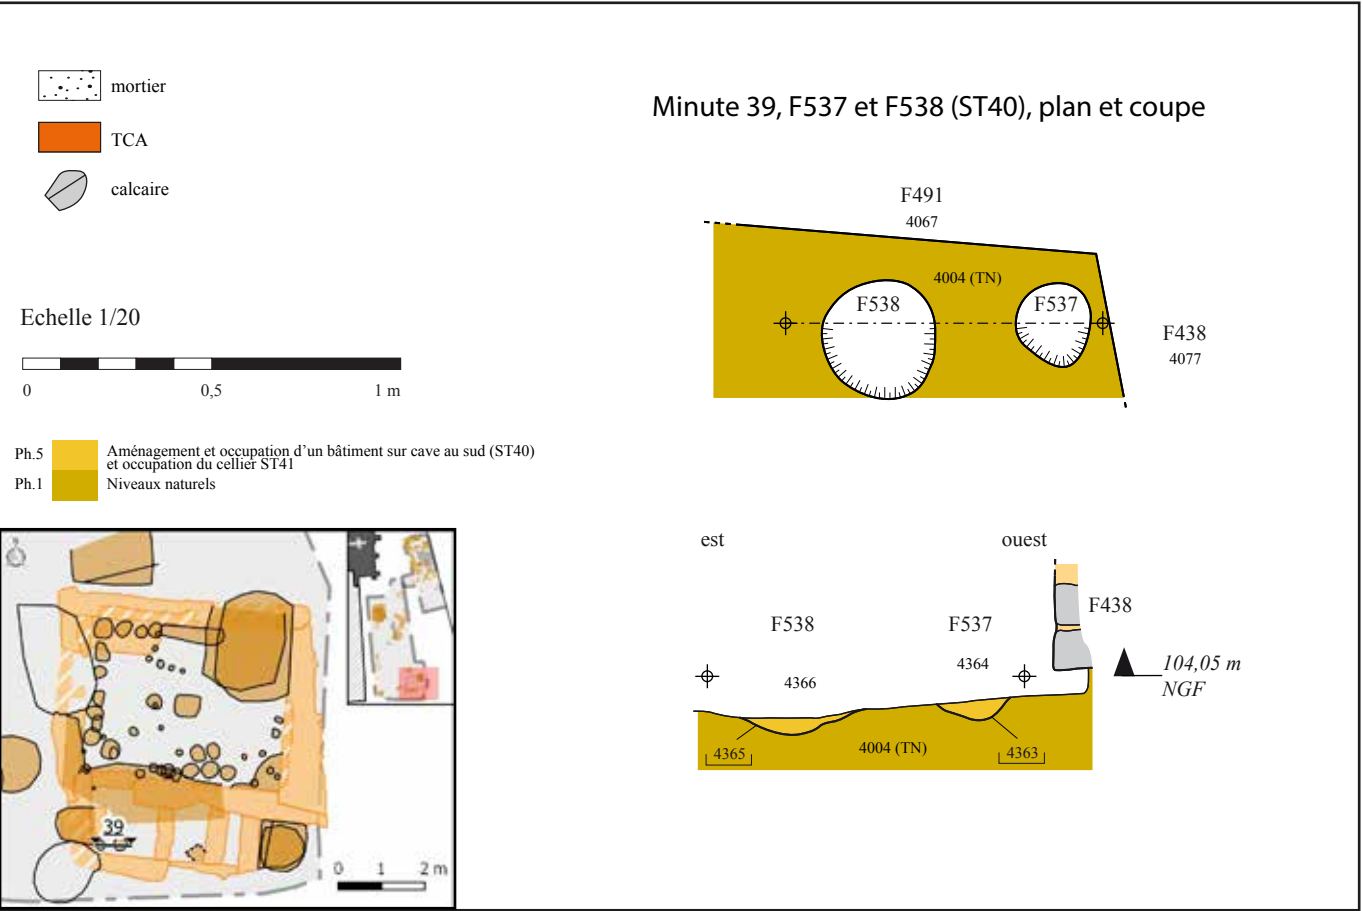 mortier
TCA
calcaire
Echelle 1/20
0 0,5 1 m
Ph.5 Aménagement et occupation d’un bâtiment sur cave au sud (ST40)
et occupation du cellier ST41
Ph.1 Niveaux naturels
39
0 1 2 m
Minute 39, F537 et F538 (ST40), plan et coupe
F491
4067
4004 (TN)
F538 F537
F438
4077
est ouest
F438
F538 F537
4364
4366
104,05 m
NGF
4365 4004 (TN) 4363